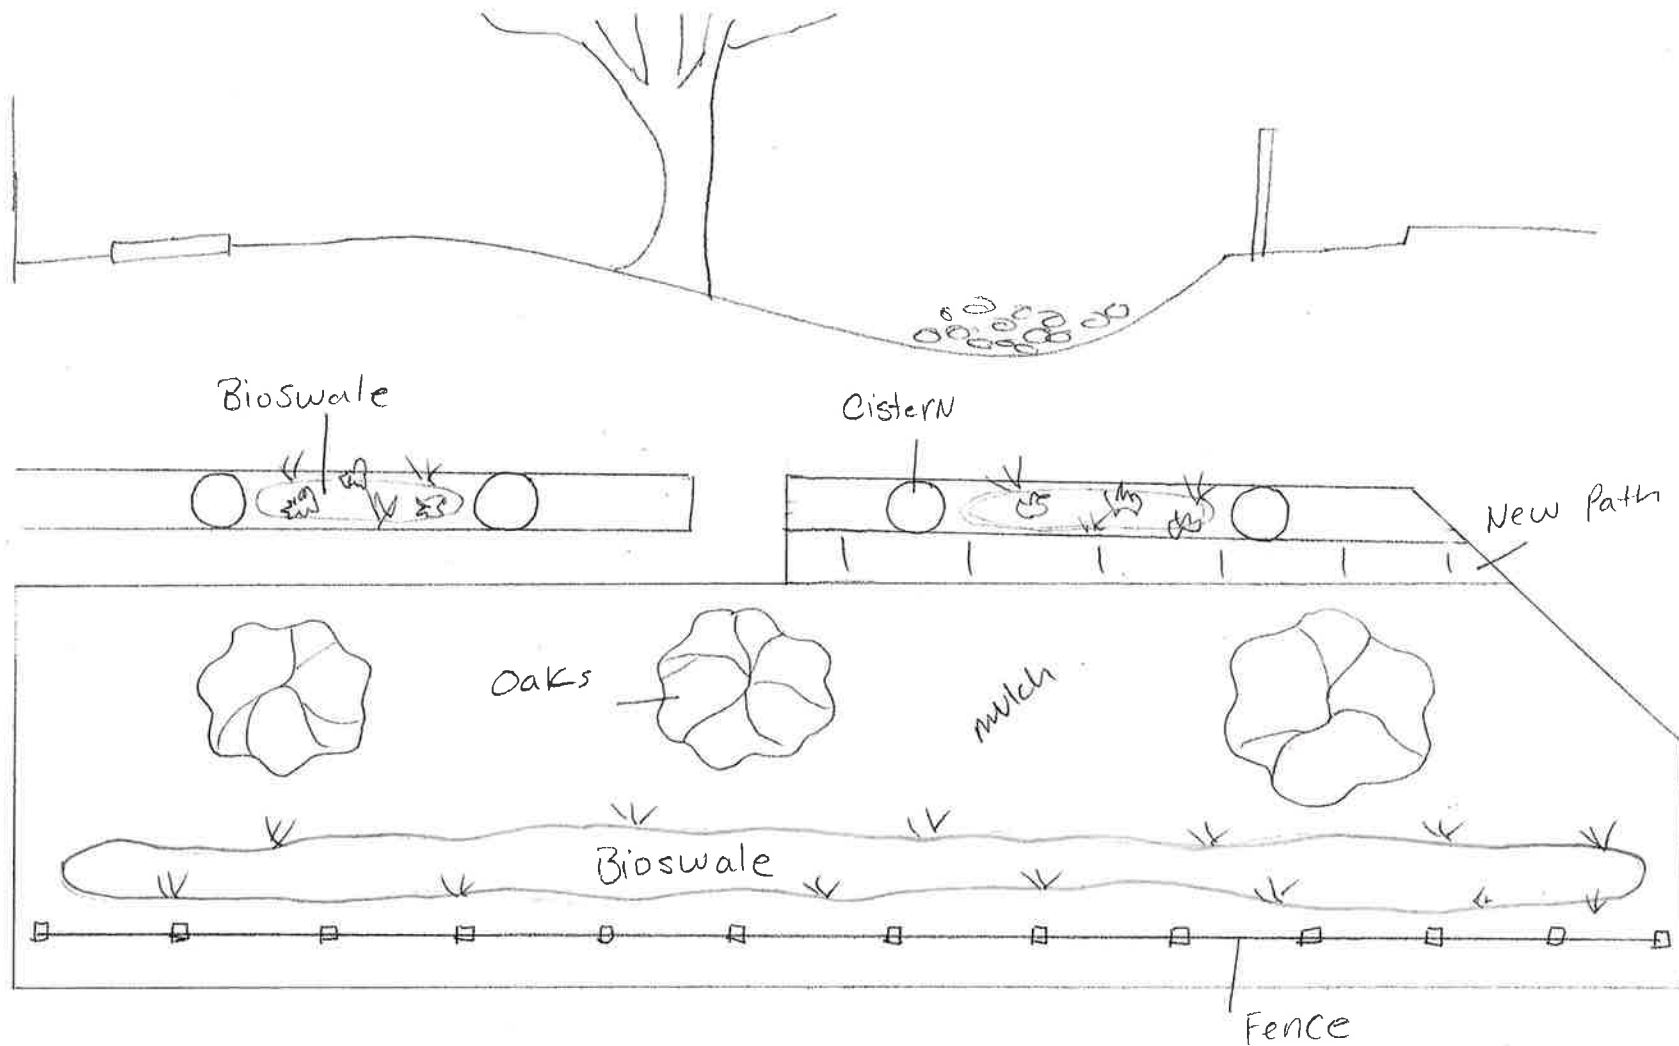 Bioswale
Cistern
New Path
Oaks
mulch
Bioswale
Fence